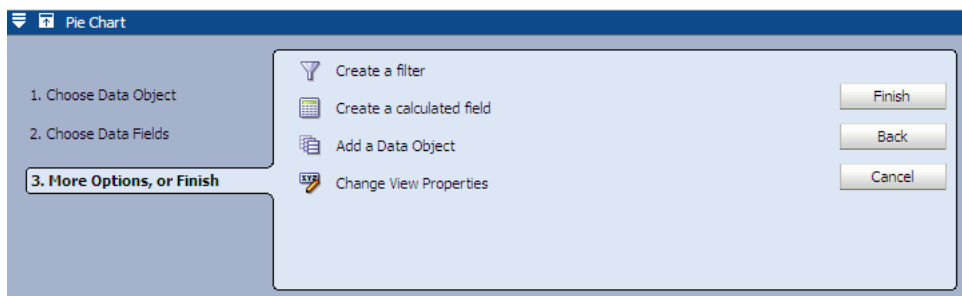 Pie Chart
1. Choose Data Object
2. Choose Data Fields
3. More Options, or Finish
Create a filter
Create a calculated field
Add a Data Object
Change View Properties
Finish
Back
Cancel